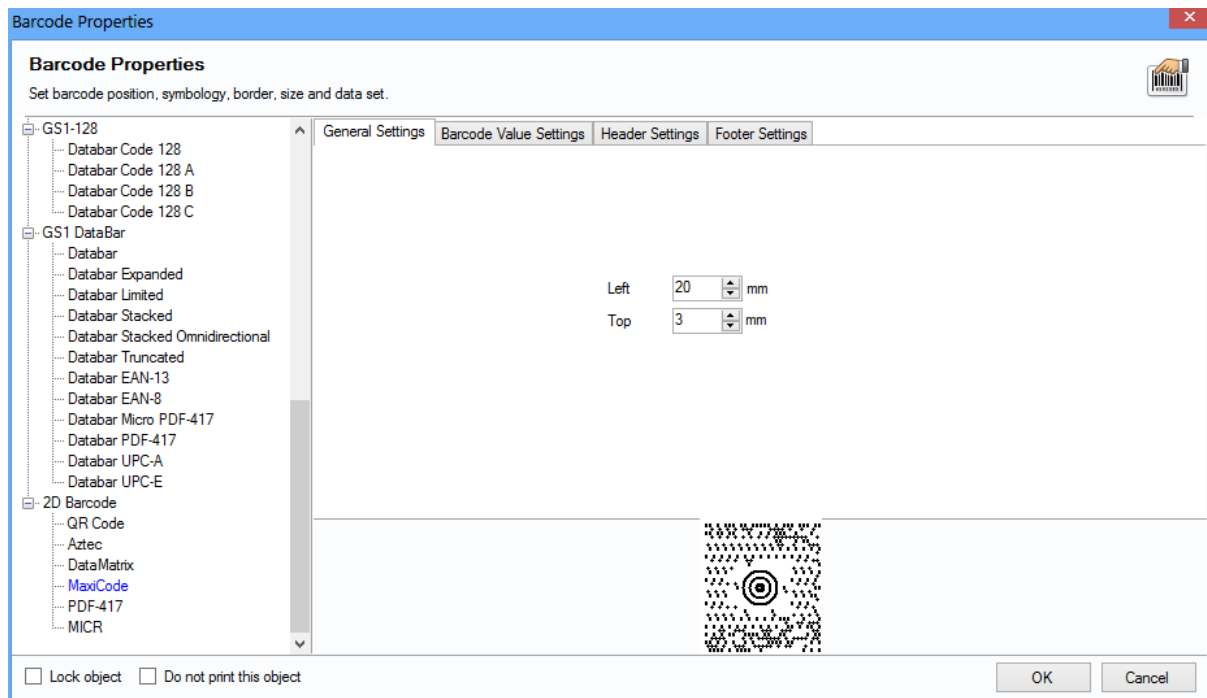 Barcode Properties
Barcode Properties
Set barcode position, symbology, border, size and data set.
GS1-128
Databar Code 128
Databar Code 128 A
Databar Code 128 B
Databar Code 128 C
GS1 DataBar
Databar
Databar Expanded
Databar Limited
Databar Stacked
Databar Stacked Omnidirectional
Databar Truncated
Databar EAN-13
Databar EAN-8
Databar Micro PDF-417
Databar PDF-417
Databar UPC-A
Databar UPC-E
2D Barcode
QR Code
Aztec
DataMatrix
MaxiCode
PDF-417
MICR
General Settings Barcode Value Settings Header Settings Footer Settings
Left 20 mm
Top 3 mm
Lock object Do not print this object OK Cancel